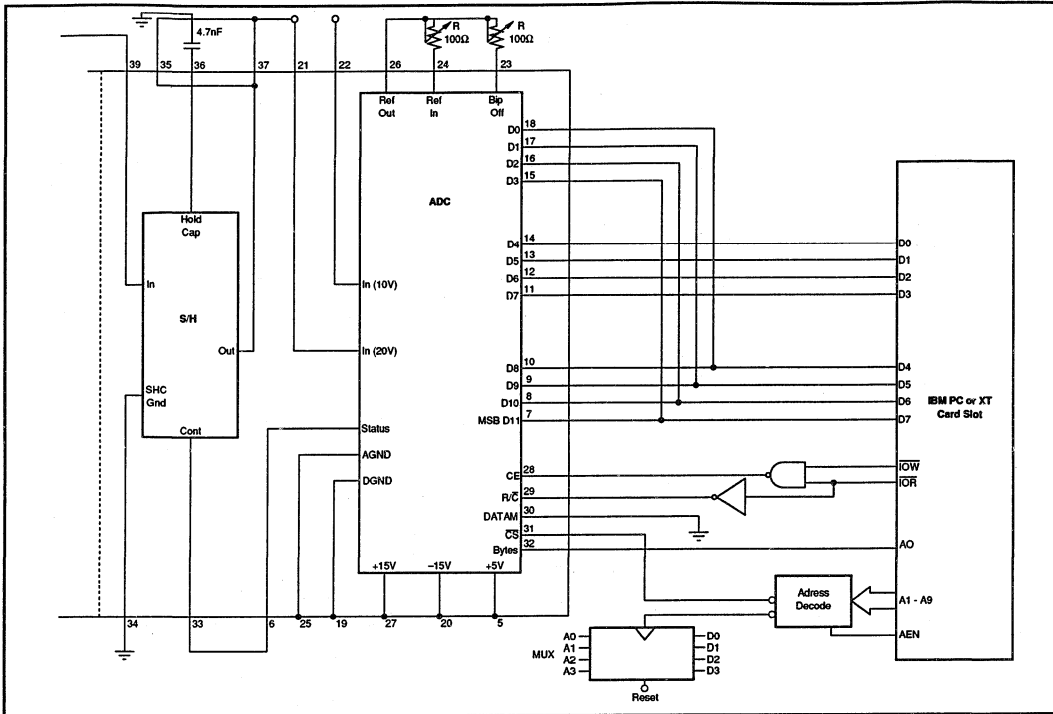 4.7nF
R
100Ω
R
100Ω
39 35 36 37 21 22 26 24 23
Ref Out
Ref In
Bip Off
Hold Cap
In
S/H
Out
SHC Gnd
Cont
ADC
In (10V)
In (20V)
Status
AGND
DGND
+15V −15V +5V
D0 18
D1 17
D2 16
D3 15
D4 14
D5 13
D6 12
D7 11
D8 10
D9 9
D10 8
MSB D11 7
CE 28
R/C 29
DATAM 30
CS 31
Bytes 32
D0
D1
D2
D3
D4
D5
D6
D7
IBM PC or XT
Card Slot
IOW
IOR
AO
A1 - A9
AEN
Adress
Decode
34 33 6 25 19 27 20 5
MUX
A0
A1
A2
A3
D0
D1
D2
D3
Reset